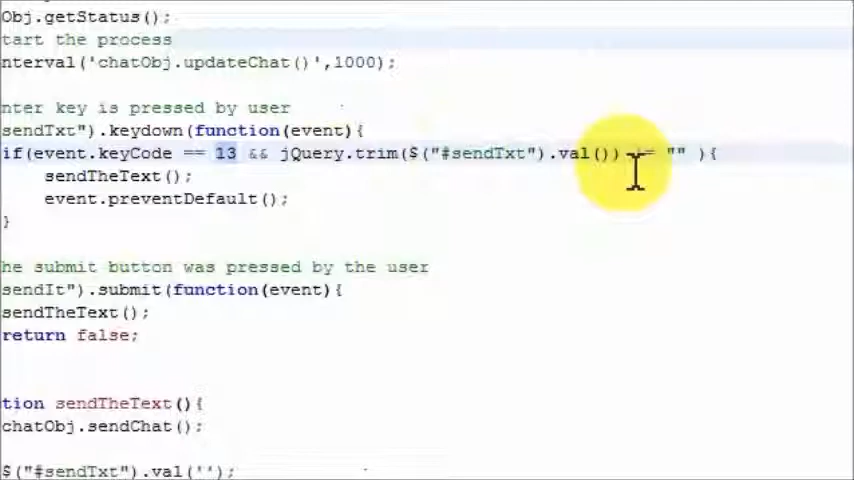 Obj.getStatus();
tart the process
nterval('chatObj.updateChat()',1000);
nter key is pressed by user
sendTxt").keydown(function(event){
if(event.keyCode == 13 && jQuery.trim($("#sendTxt").val()) != "" ){
sendTheText();
event.preventDefault();
}
he submit button was pressed by the user
sendIt").submit(function(event){
sendTheText();
return false;
tion sendTheText(){
chatObj.sendChat();
$("#sendTxt").val('');